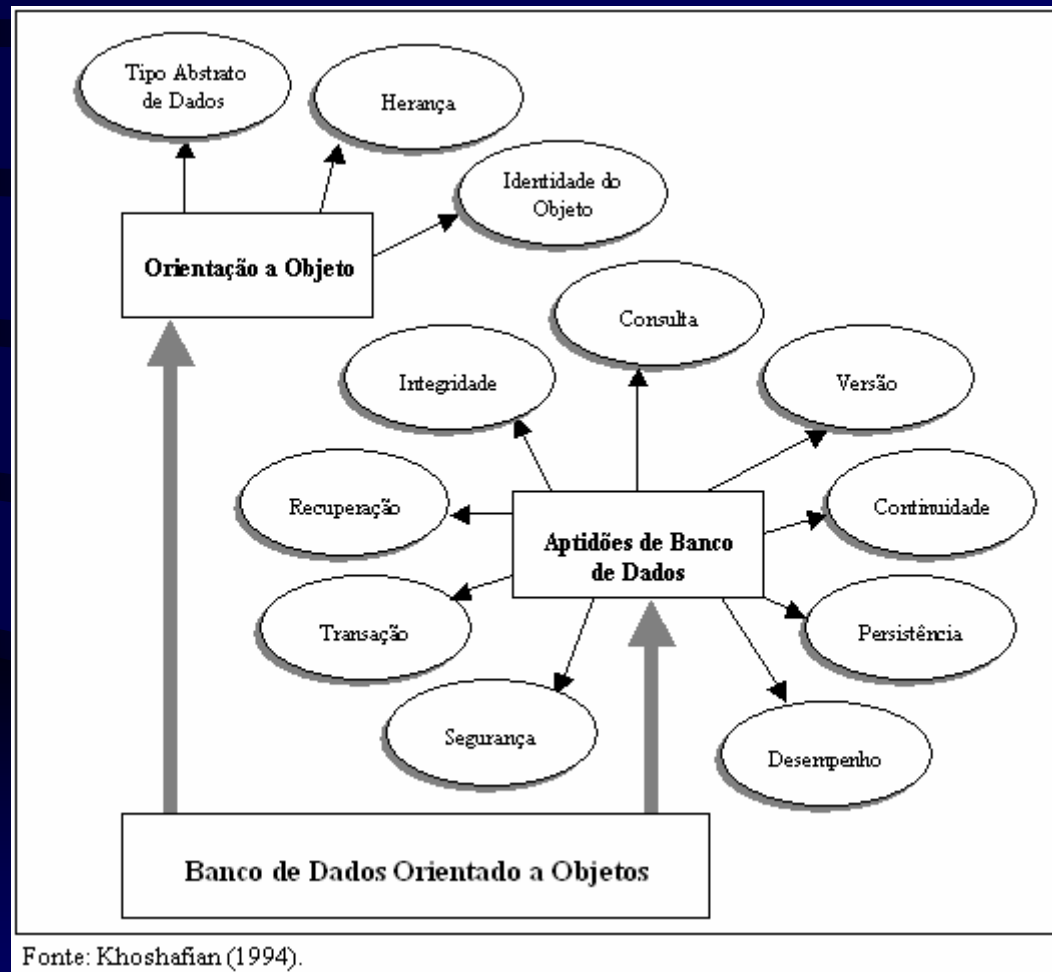 Tipo Abstrato
de Dados
Herança
Identidade do
Objeto
Orientação a Objeto
Consulta
Integridade
Versão
Recuperação
Continuidade
Aptidões de Banco
de Dados
Transação
Persistência
Segurança
Desempenho
Banco de Dados Orientado a Objetos
Fonte: Khoshafian (1994).